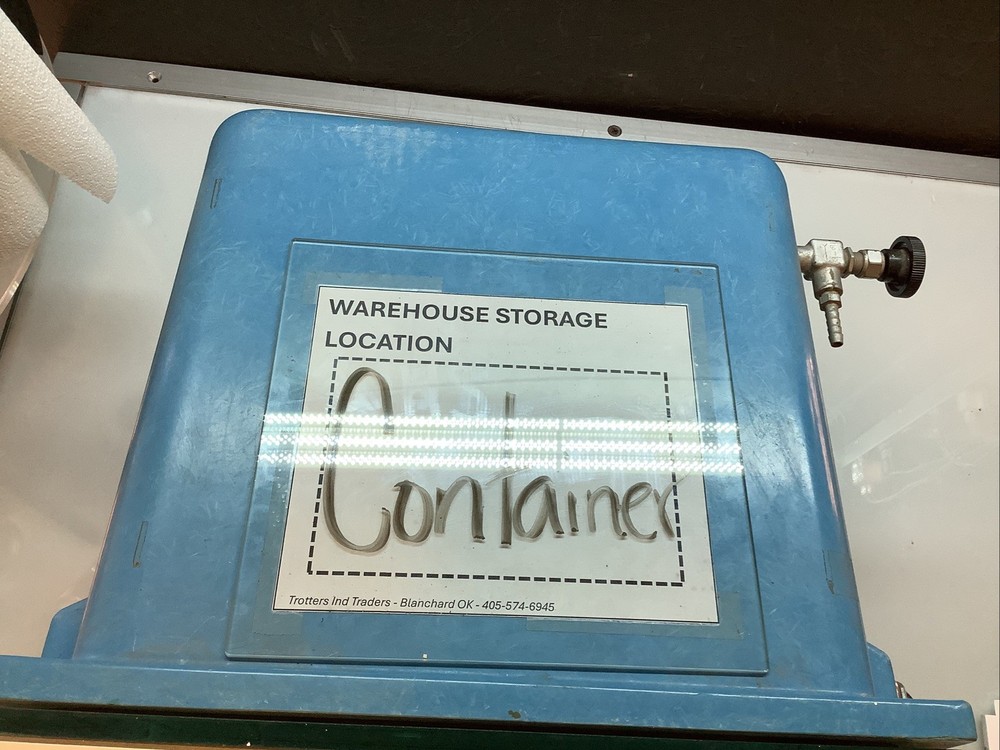 WAREHOUSE STORAGE
LOCATION
Container
Trotters Ind Traders - Blanchard OK - 405-574-6945